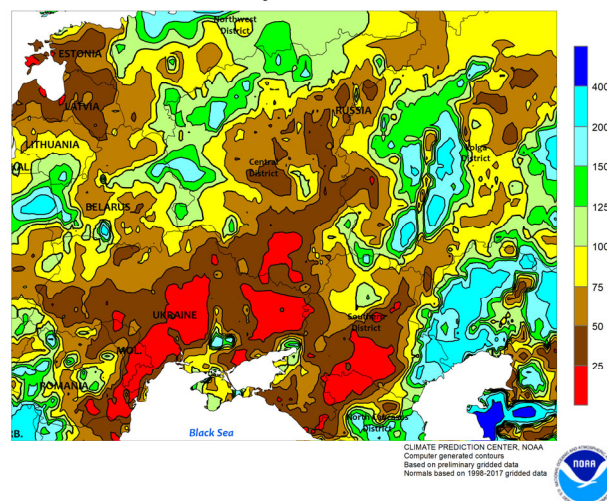 Northwest
District
ESTONIA
LATVIA
RUSSIA
LITHUANIA
Volga
District
KAL
Central
District
BELARUS
UKRAINE
Southern
District
MOL.
ROMANIA
North Caucasus
District
B.
Black Sea
400
200
150
125
100
75
50
25
CLIMATE PREDICTION CENTER, NOAA
Computer generated contours
Based on preliminary gridded data
Normals based on 1998-2017 gridded data
NOAA